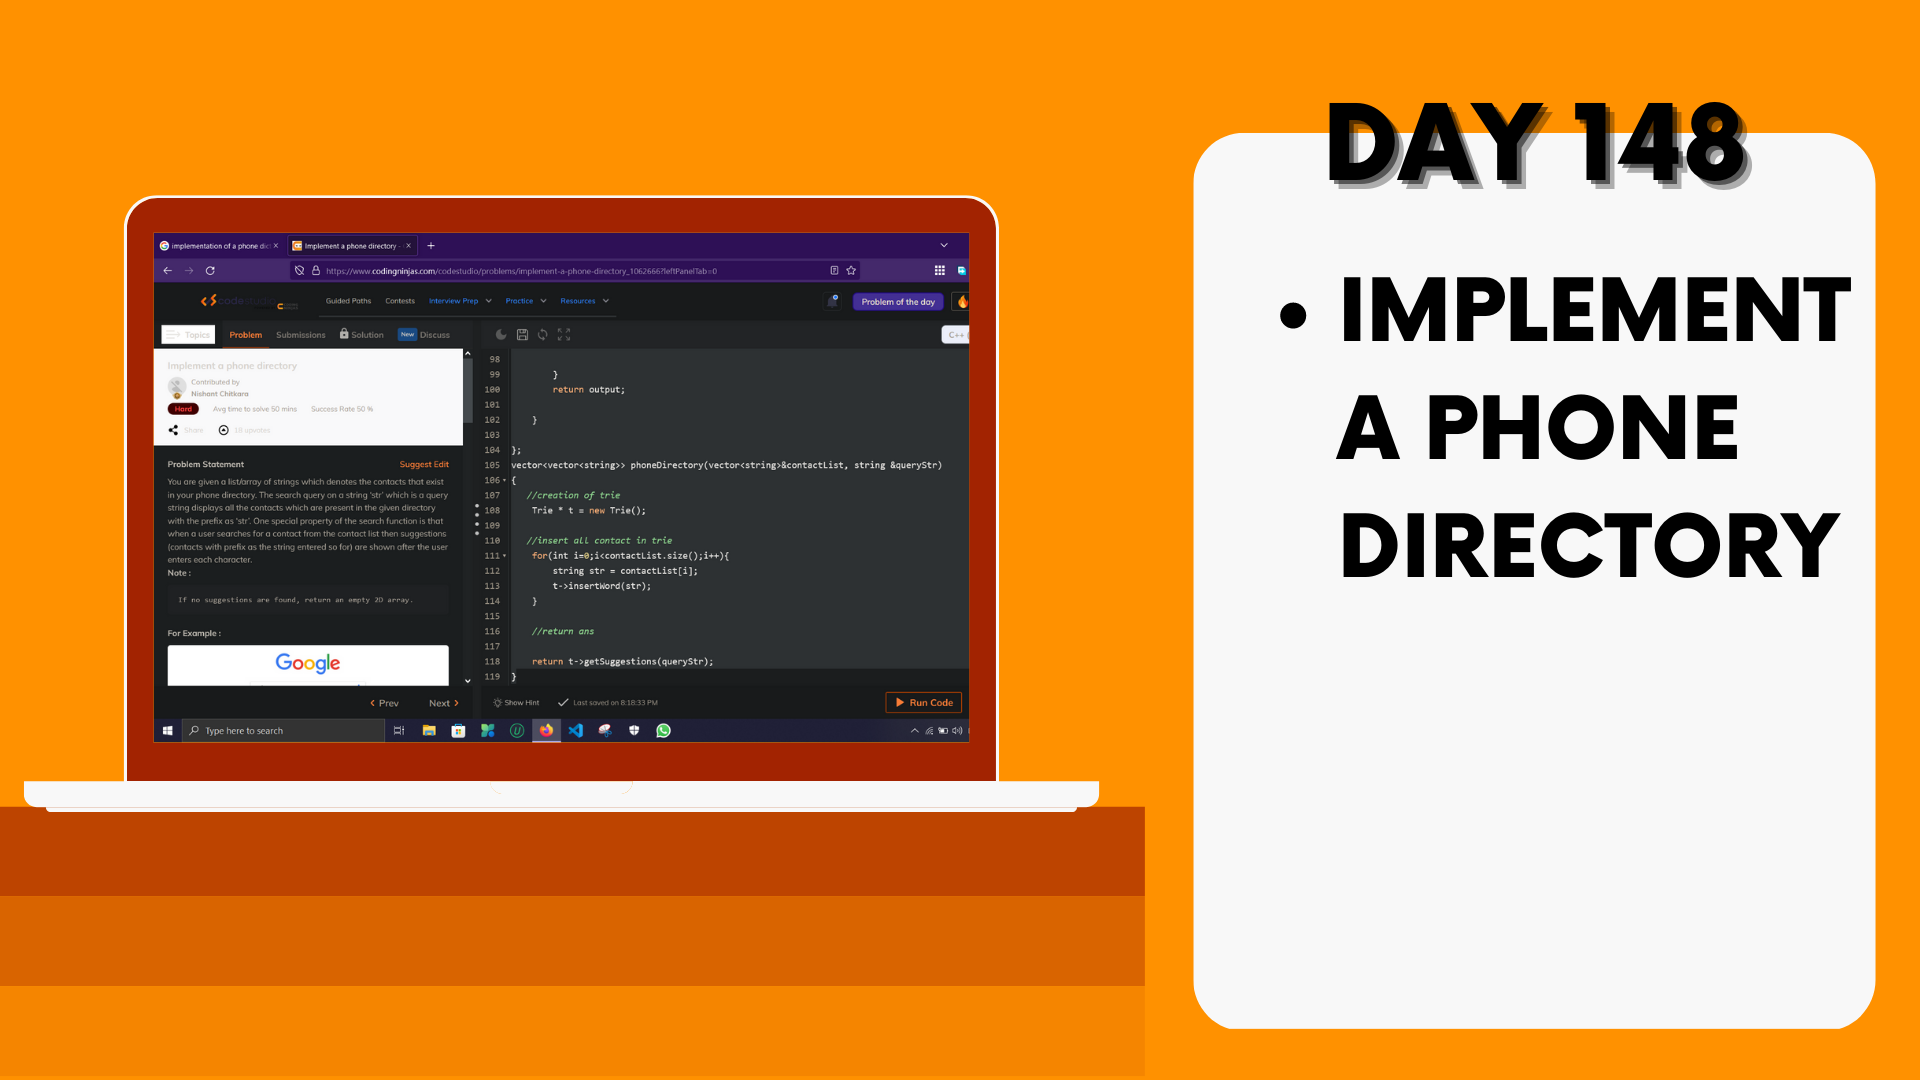 DAY 148
• IMPLEMENT
A PHONE
DIRECTORY
implementation of a phone dic
Implement a phone directory -
https://www.codingninjas.com/codestudio/problems/implement-a-phone-directory_1062666?leftPanelTab=0
codestudio
Guided Paths Contests Interview Prep Practice Resources
Problem of the day
Topics Problem Submissions Solution New Discuss
C++
Implement a phone directory
Contributed by
Nishant Chitkara
Hard Avg time to solve 50 mins Success Rate 50 %
Share 18 upvotes
Problem Statement Suggest Edit
You are given a list/array of strings which denotes the contacts that exist
in your phone directory. The search query on a string 'str' which is a query
string displays all the contacts which are present in the given directory
with the prefix as 'str'. One special property of the search function is that
when a user searches for a contact from the contact list then suggestions
(contacts with prefix as the string entered so for) are shown after the user
enters each character.
Note :
If no suggestions are found, return an empty 2D array.
For Example :
Google
Prev Next
98
99 }
100 return output;
101
102 }
103
104 };
105 vector<vector<string>> phoneDirectory(vector<string>&contactList, string &queryStr)
106 {
107 //creation of trie
108 Trie * t = new Trie();
109
110 //insert all contact in trie
111 for(int i=0;i<contactList.size();i++){
112 string str = contactList[i];
113 t->insertWord(str);
114 }
115
116 //return ans
117
118 return t->getSuggestions(queryStr);
119 }
Show Hint Last saved on 8:18:33 PM Run Code
Type here to search